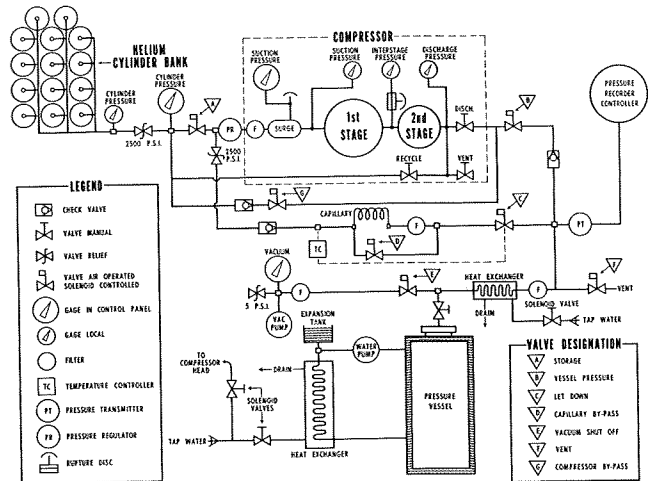 COMPRESSOR
HELIUM
CYLINDER BANK
CYLINDER
PRESSURE
CYLINDER
PRESSURE
A
SUCTION
PRESSURE
SUCTION
PRESSURE
INTERSTAGE
PRESSURE
DISCHARGE
PRESSURE
B
PRESSURE
RECORDER
CONTROLLER
PR
F
SURGE
1st
STAGE
2nd
STAGE
DISCH.
2500 P.S.I.
2500
P.S.I.
RECYCLE
VENT
G
CAPILLARY
F
C
PT
D
TC
LEGEND
CHECK VALVE
VALVE MANUAL
VALVE RELIEF
VALVE AIR OPERATED
SOLENOID CONTROLLED
GAGE IN CONTROL PANEL
GAGE LOCAL
FILTER
TC
TEMPERATURE CONTROLLER
PT
PRESSURE TRANSMITTER
PR
PRESSURE REGULATOR
RUPTURE DISC
VACUUM
5 P.S.I.
F
VAC
PUMP
E
HEAT EXCHANGER
F
F
VENT
DRAIN
SOLENOID VALVE
TAP WATER
EXPANSION
TANK
WATER
PUMP
TO
COMPRESSOR
HEAD
DRAIN
SOLENOID
VALVES
PRESSURE
VESSEL
TAP WATER
HEAT EXCHANGER
VALVE DESIGNATION
A
STORAGE
B
VESSEL PRESSURE
C
LET DOWN
D
CAPILLARY BY-PASS
E
VACUUM SHUT OFF
F
VENT
G
COMPRESSOR BY-PASS